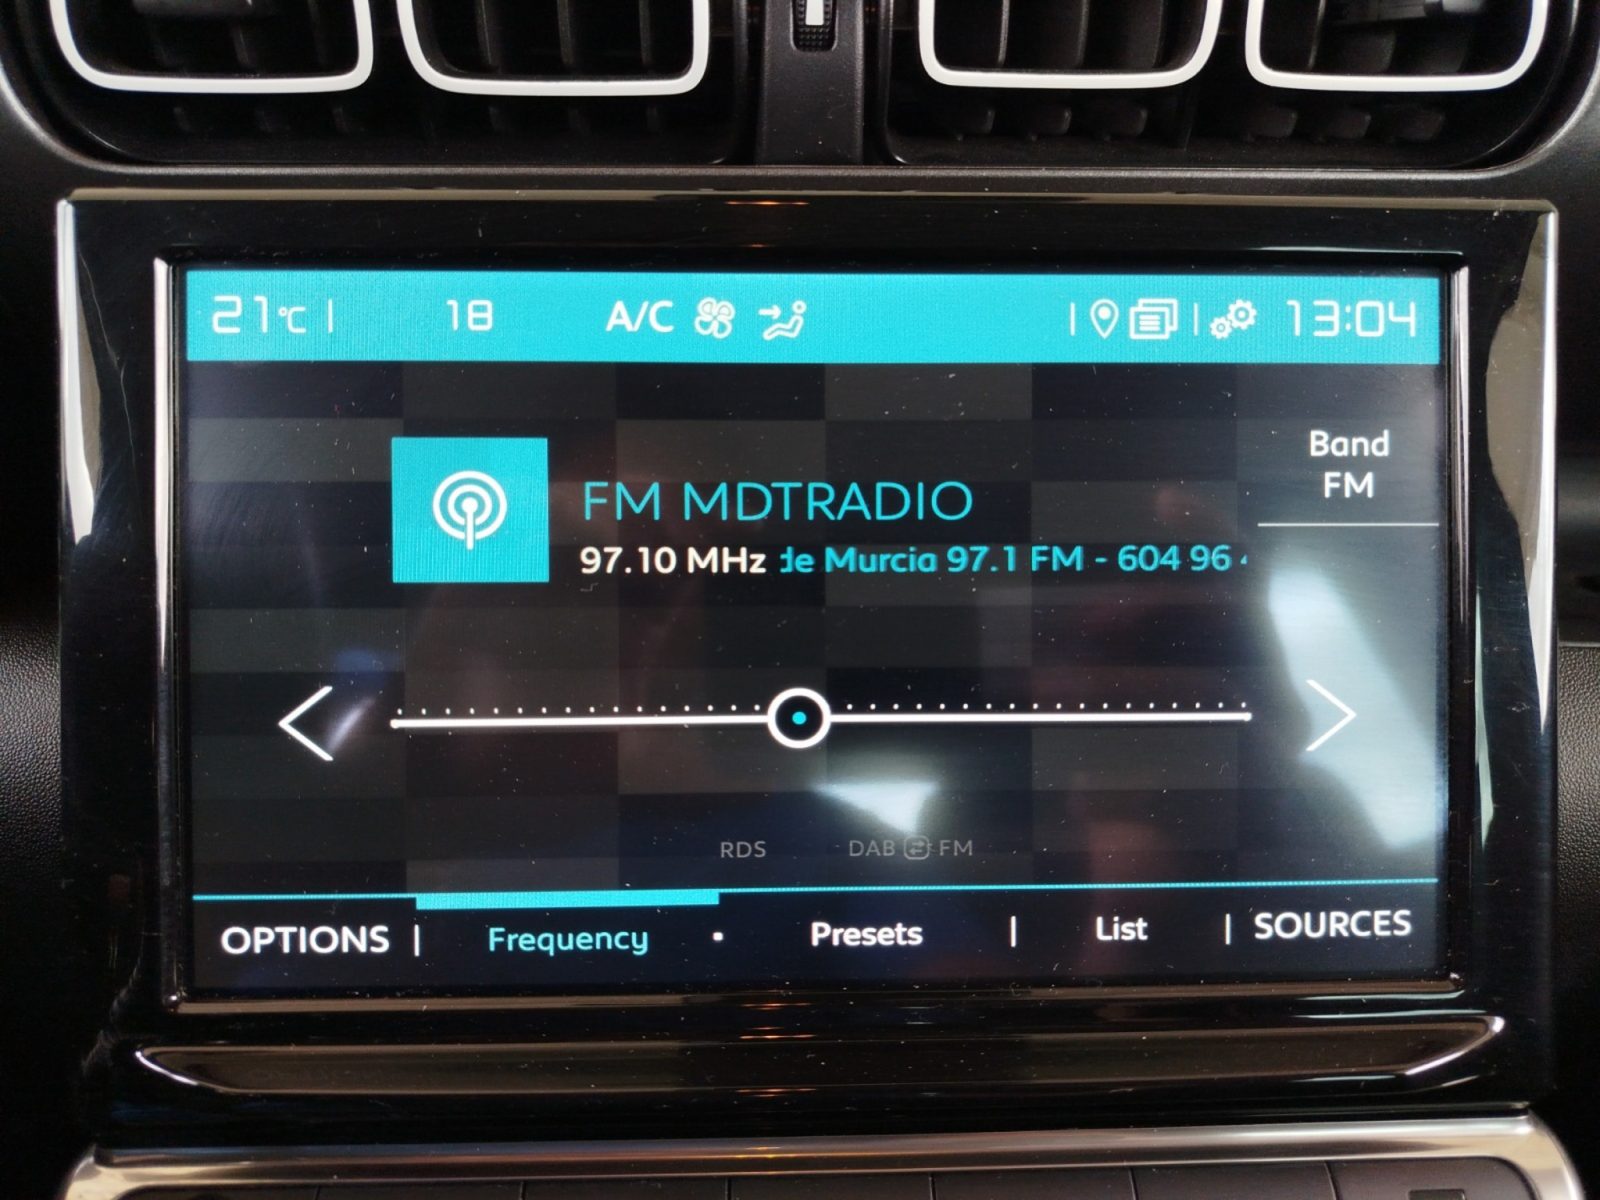 21°C | 18 A/C | | 13:04
Band
FM
FM MDTRADIO
97.10 MHz de Murcia 97.1 FM - 604 96
RDS DAB FM
OPTIONS | Frequency · Presets | List | SOURCES